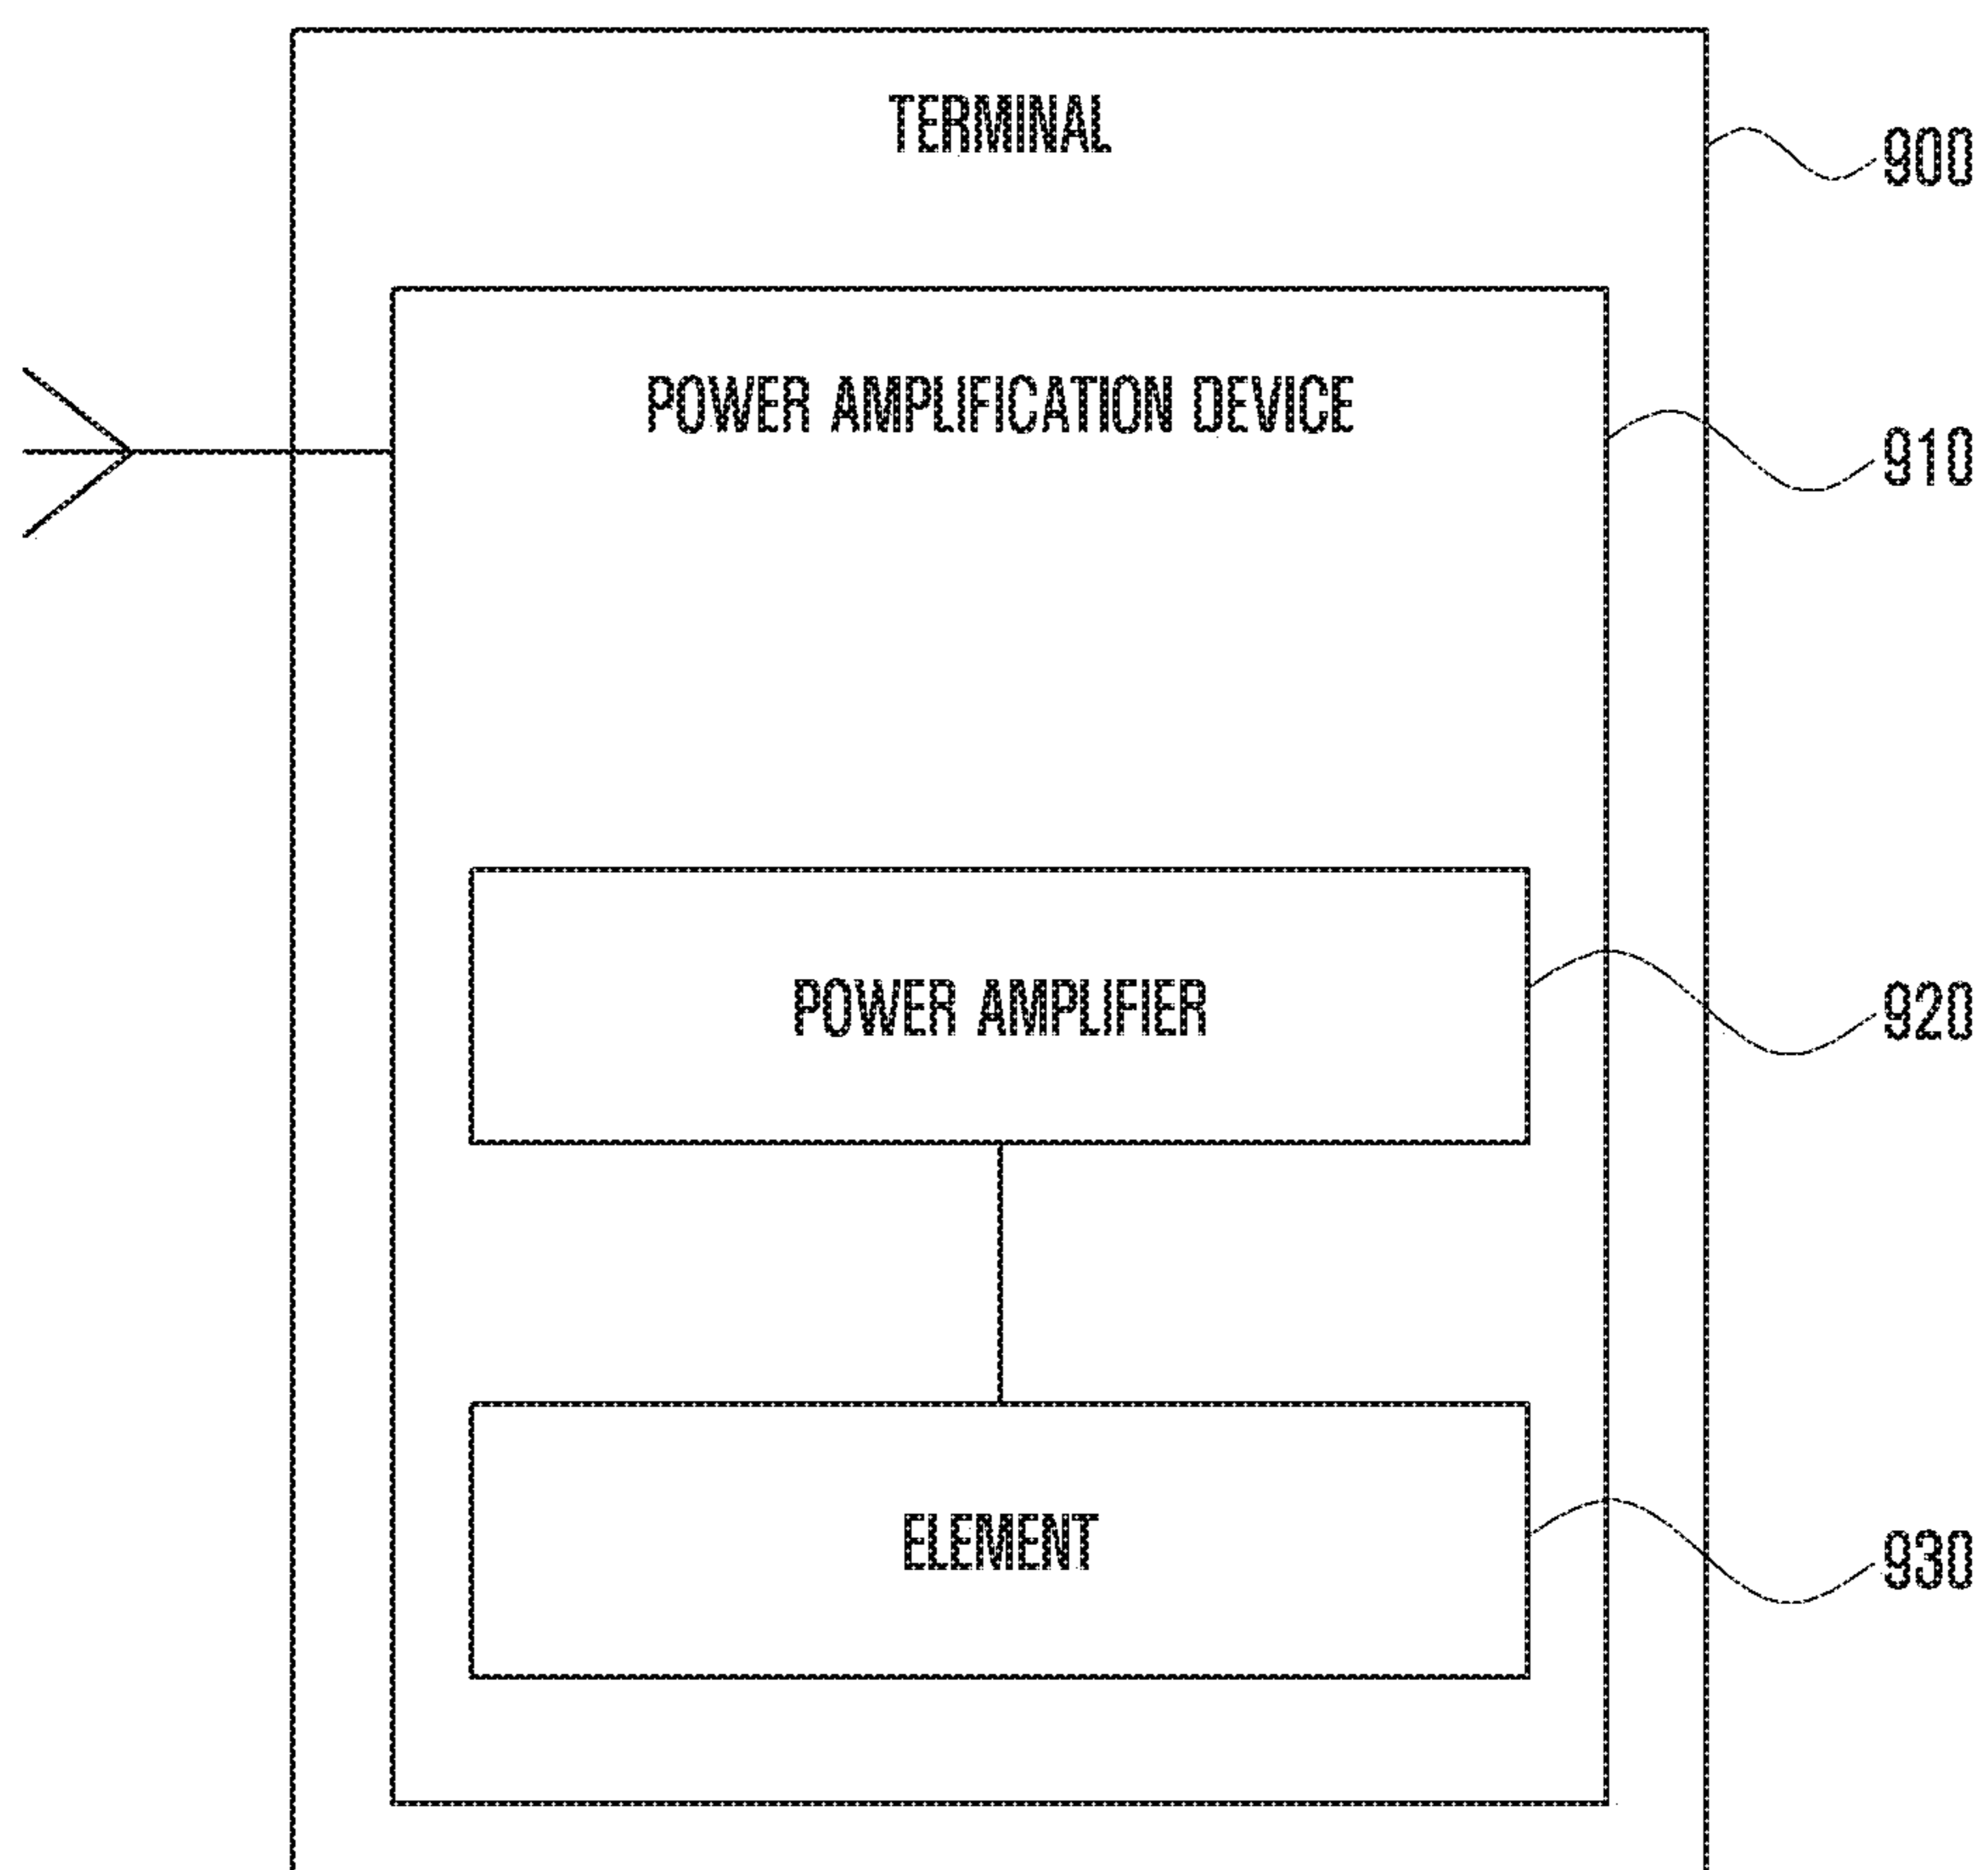 TERMINAL
900
POWER AMPLIFICATION DEVICE
910
POWER AMPLIFIER
920
ELEMENT
930